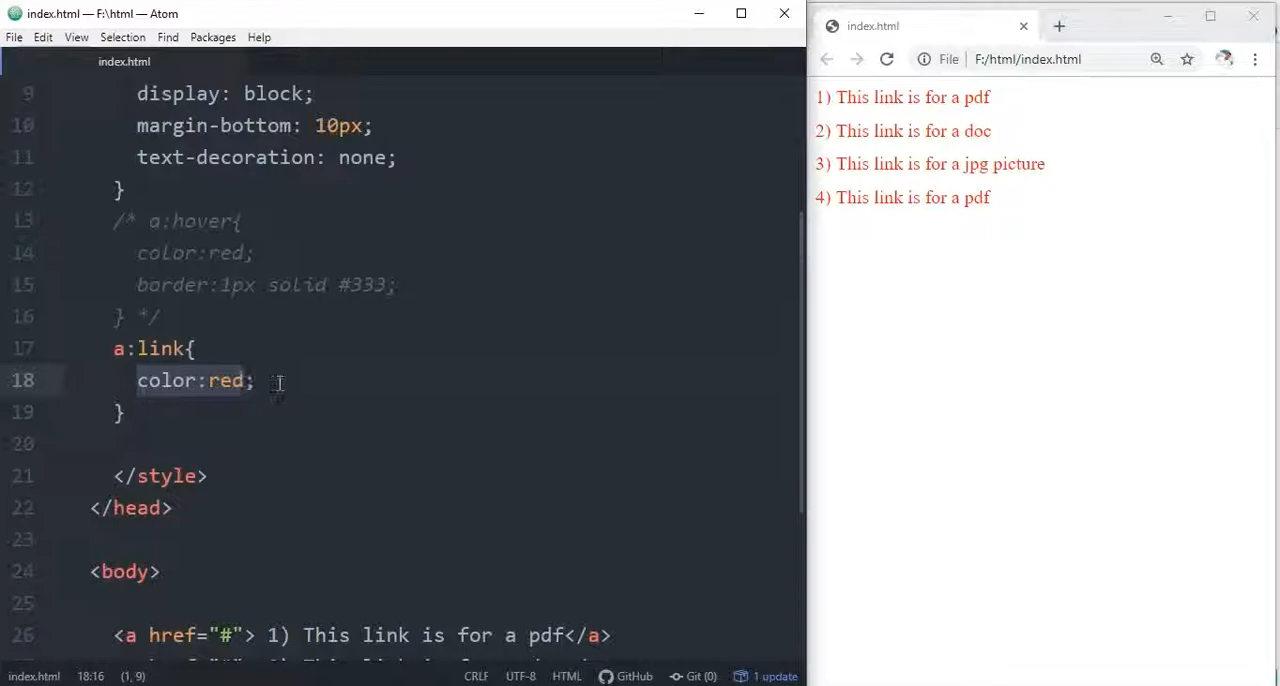 index.html — F:\html — Atom
File Edit View Selection Find Packages Help
index.html
9 display: block;
10 margin-bottom: 10px;
11 text-decoration: none;
12 }
13 /* a:hover{
14 color:red;
15 border:1px solid #333;
16 } */
17 a:link{
18 color:red;
19 }
20
21 </style>
22 </head>
23
24 <body>
25
26 <a href="#"> 1) This link is for a pdf</a>
index.html 18:16 (1, 9) CRLF UTF-8 HTML GitHub Git (0) 1 update
index.html
File F:/html/index.html
1) This link is for a pdf
2) This link is for a doc
3) This link is for a jpg picture
4) This link is for a pdf